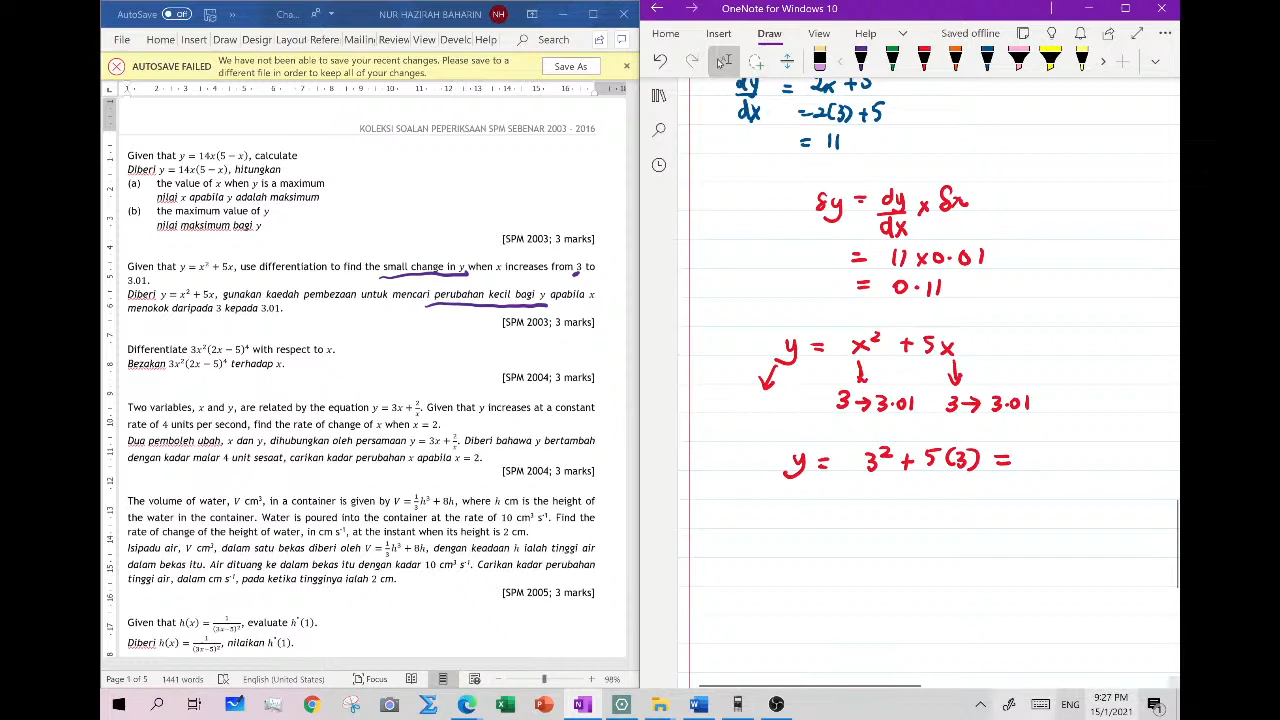 AutoSave Off
Cha...
NUR HAZIRAH BAHARIN NH
File Home Insert Draw Design Layout Refere Mailin Review View Help
AUTOSAVE FAILED We have not been able to save your recent changes. Please save to a different file in order to keep all of your changes. Save As
KOLEKSI SOALAN PEPERIKSAAN SPM SEBENAR 2003 – 2016
Given that y = 14x(5 − x), calculate
Diberi y = 14x(5 − x), hitungkan
(a) the value of x when y is a maximum
nilai x apabila y adalah maksimum
(b) the maximum value of y
nilai maksimum bagi y
[SPM 2003; 3 marks]
Given that y = x² + 5x, use differentiation to find the small change in y when x increases from 3 to
3.01.
Diberi y = x² + 5x, gunakan kaedah pembezaan untuk mencari perubahan kecil bagi y apabila x
menokok daripada 3 kepada 3.01.
[SPM 2003; 3 marks]
Differentiate 3x²(2x − 5)⁴ with respect to x.
Bezakan 3x²(2x − 5)⁴ terhadap x.
[SPM 2004; 3 marks]
Two variables, x and y, are related by the equation y = 3x + 2/x. Given that y increases at a constant
rate of 4 units per second, find the rate of change of x when x = 2.
Dua pemboleh ubah, x dan y, dihubungkan oleh persamaan y = 3x + 2/x. Diberi bahawa y bertambah
dengan kadar malar 4 unit sesaat, carikan kadar perubahan x apabila x = 2.
[SPM 2004; 3 marks]
The volume of water, V cm³, in a container is given by V = 1/3 h³ + 8h, where h cm is the height of
the water in the container. Water is poured into the container at the rate of 10 cm³ s⁻¹. Find the
rate of change of the height of water, in cm s⁻¹, at the instant when its height is 2 cm.
Isipadu air, V cm³, dalam satu bekas diberi oleh V = 1/3 h³ + 8h, dengan keadaan h ialah tinggi air
dalam bekas itu. Air dituang ke dalam bekas itu dengan kadar 10 cm³ s⁻¹. Carikan kadar perubahan
tinggi air, dalam cm s⁻¹, pada ketika tingginya ialah 2 cm.
[SPM 2005; 3 marks]
Given that h(x) = 1/(3x−5)², evaluate h"(1).
Diberi h(x) = 1/(3x−5)², nilaikan h"(1).
Page 1 of 5 1441 words English (United States) Focus 98%
OneNote for Windows 10
Home Insert Draw View Help Saved offline Share
dy/dx = 2x + 5
= 2(3) + 5
= 11
δy = dy/dx × δx
= 11 × 0.01
= 0.11
y = x² + 5x
3 → 3.01 3 → 3.01
y = 3² + 5(3) =
ENG
9:27 PM
15/1/2021